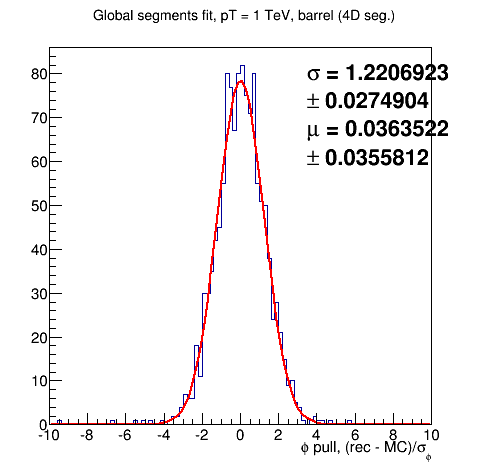 Global segments fit, pT = 1 TeV, barrel (4D seg.)
σ = 1.2206923
± 0.0274904
μ = 0.0363522
± 0.0355812
80
70
60
50
40
30
20
10
0
-10 -8 -6 -4 -2 0 2 4 6 8 10
ϕ pull, (rec - MC)/σϕ